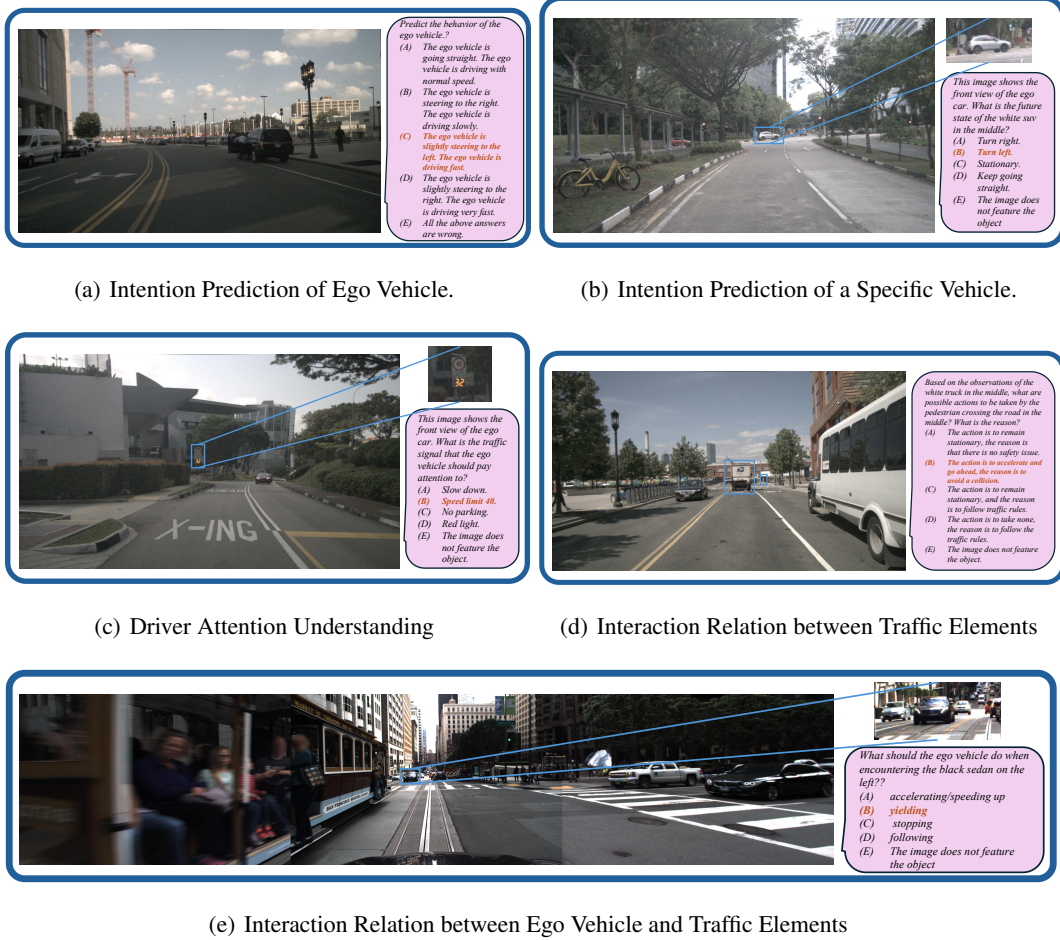 Predict the behavior of the
ego vehicle.?
(A) The ego vehicle is
going straight. The ego
vehicle is driving with
normal speed.
(B) The ego vehicle is
steering to the right.
The ego vehicle is
driving slowly.
(C) The ego vehicle is
slightly steering to the
left. The ego vehicle is
driving fast.
(D) The ego vehicle is
slightly steering to the
right. The ego vehicle
is driving very fast.
(E) All the above answers
are wrong.
(a) Intention Prediction of Ego Vehicle.
This image shows the
front view of the ego
car. What is the future
state of the white suv
in the middle?
(A) Turn right.
(B) Turn left.
(C) Stationary.
(D) Keep going
straight.
(E) The image does
not feature the
object
(b) Intention Prediction of a Specific Vehicle.
X-ING
32
This image shows the
front view of the ego
car. What is the traffic
signal that the ego
vehicle should pay
attention to?
(A) Slow down.
(B) Speed limit 40.
(C) No parking.
(D) Red light.
(E) The image does
not feature the
object.
(c) Driver Attention Understanding
Based on the observations of the
white truck in the middle, what are
possible actions to be taken by the
pedestrian crossing the road in the
middle? What is the reason?
(A) The action is to remain
stationary, the reason is
that there is no safety issue.
(B) The action is to accelerate and
go ahead, the reason is to
avoid a collision.
(C) The action is to remain
stationary, and the reason
is to follow traffic rules.
(D) The action is to take none,
the reason is to follow the
traffic rules.
(E) The image does not feature
the object.
(d) Interaction Relation between Traffic Elements
What should the ego vehicle do when
encountering the black sedan on the
left??
(A) accelerating/speeding up
(B) yielding
(C) stopping
(D) following
(E) The image does not feature
the object
(e) Interaction Relation between Ego Vehicle and Traffic Elements